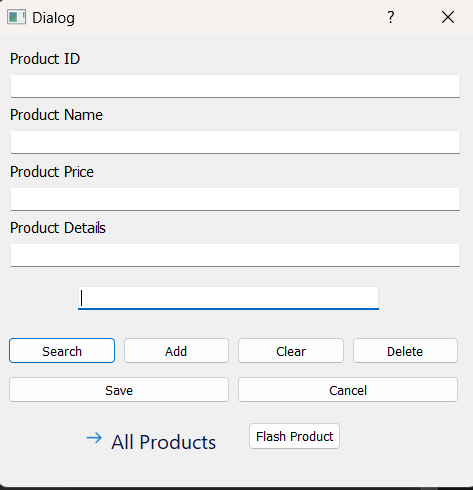 Dialog ?
Product ID
Product Name
Product Price
Product Details
Search Add Clear Delete
Save Cancel
All Products Flash Product